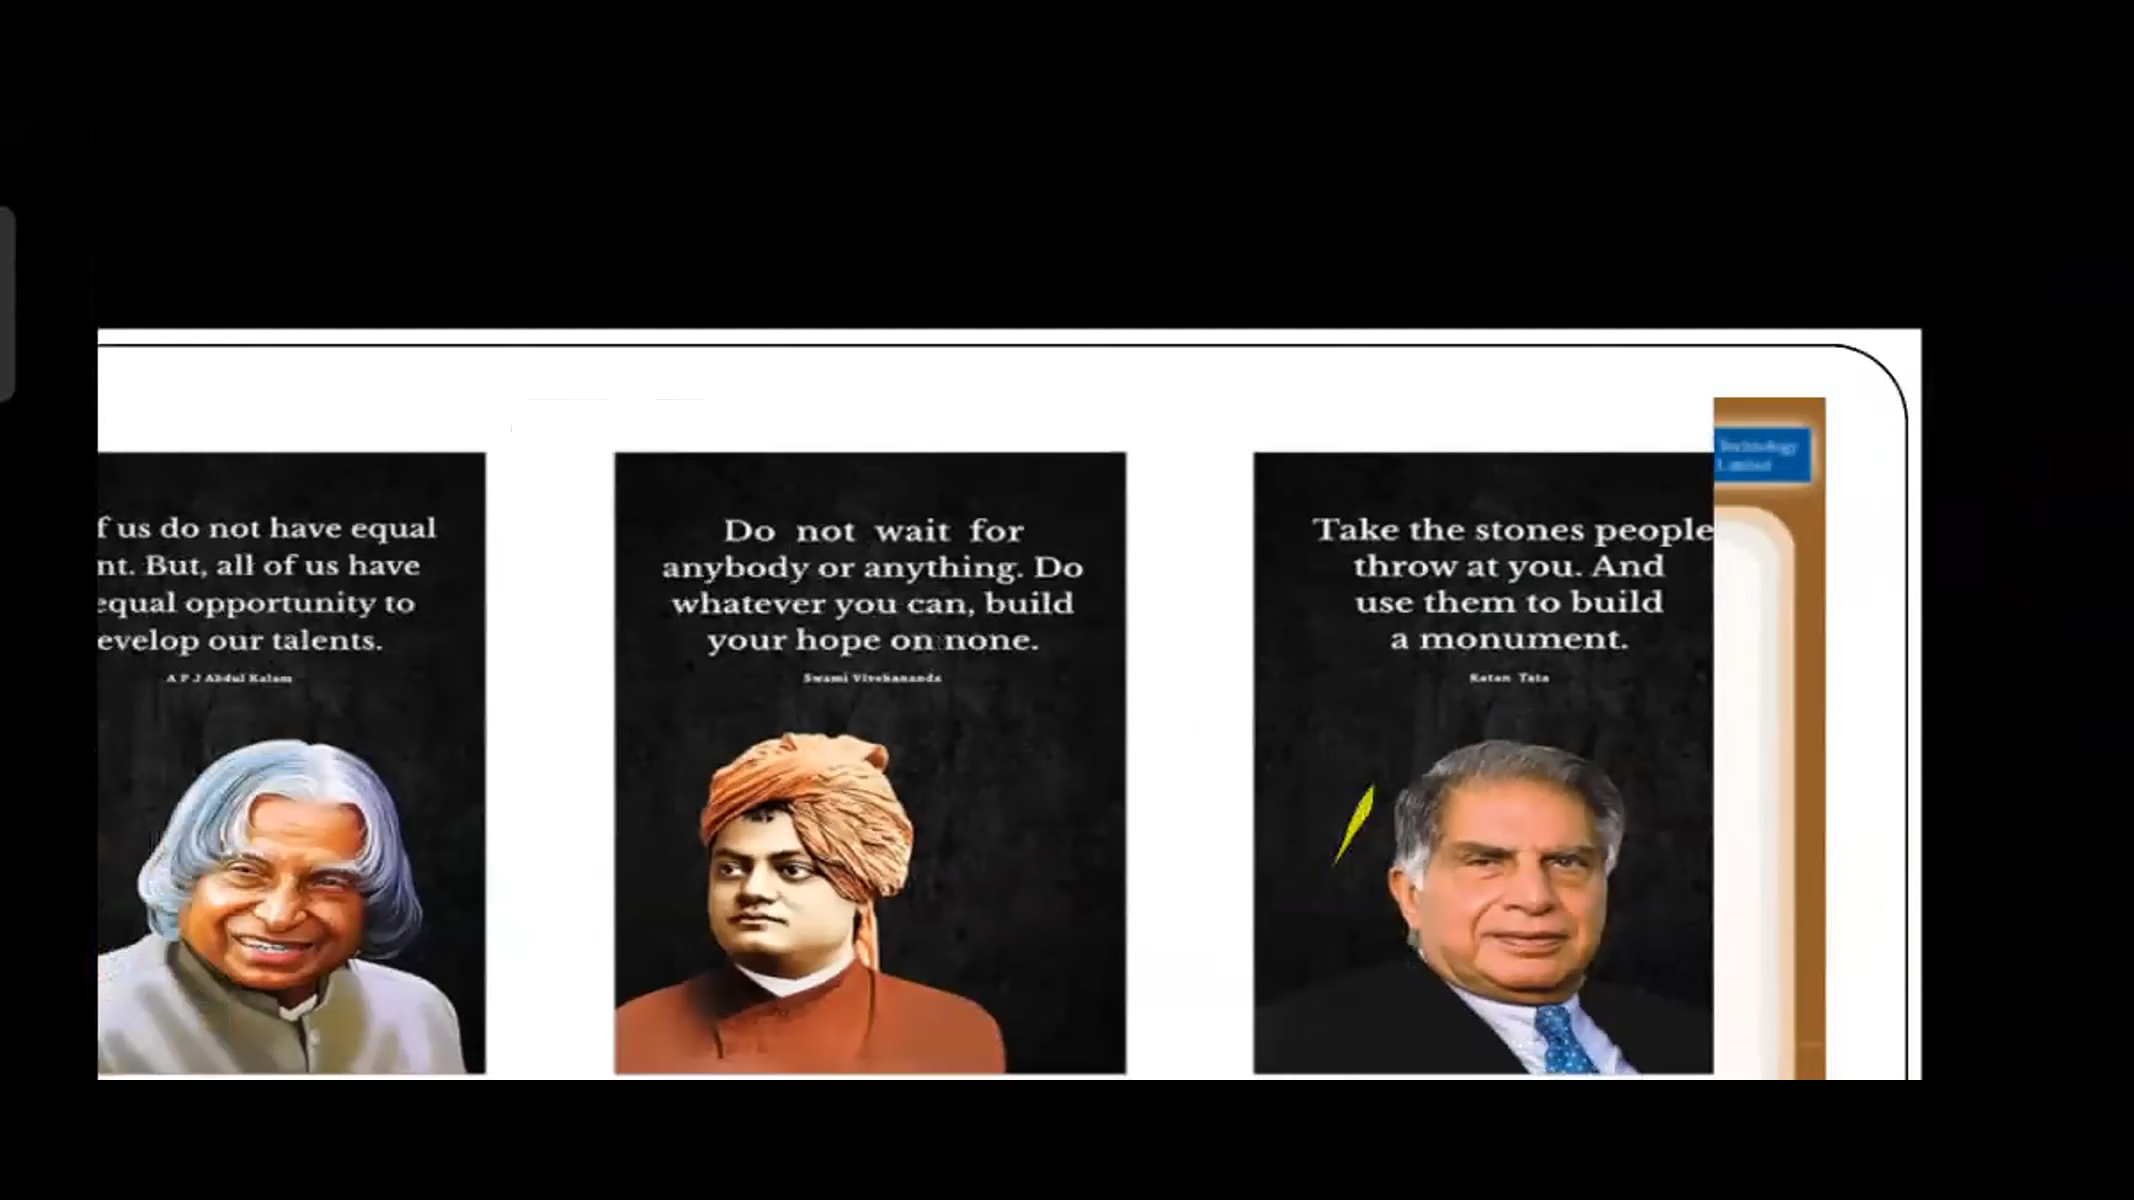 f us do not have equal
nt. But, all of us have
equal opportunity to
evelop our talents.
A P J Abdul Kalam
Do not wait for
anybody or anything. Do
whatever you can, build
your hope on none.
Swami Vivekananda
Take the stones people
throw at you. And
use them to build
a monument.
Ratan Tata
Technology
Limited